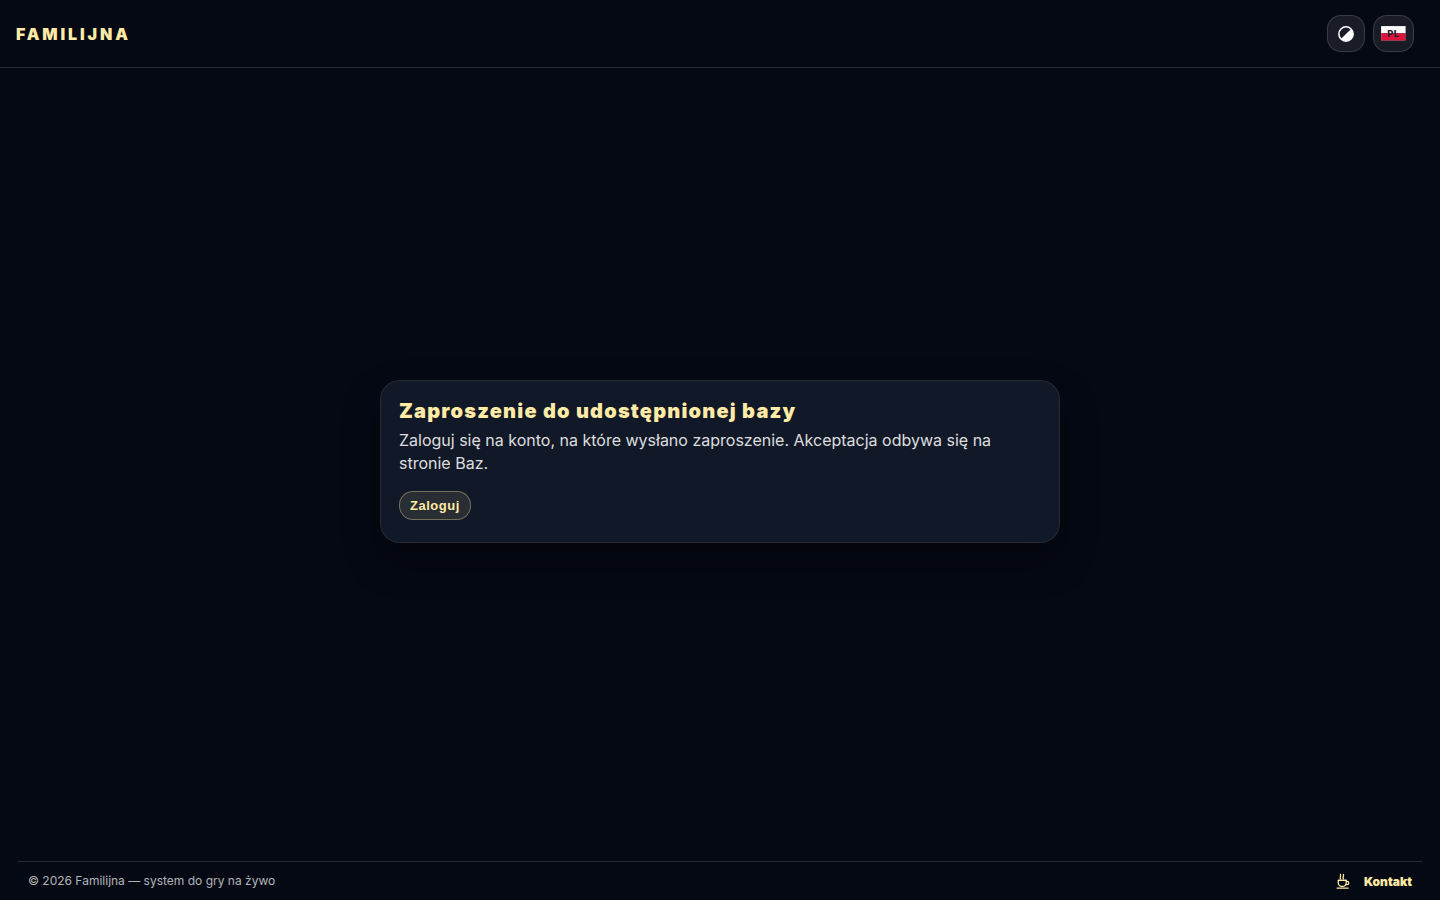 FAMILIJNA
PL
Zaproszenie do udostępnionej bazy
Zaloguj się na konto, na które wysłano zaproszenie. Akceptacja odbywa się na
stronie Baz.
Zaloguj
© 2026 Familijna — system do gry na żywo
Kontakt